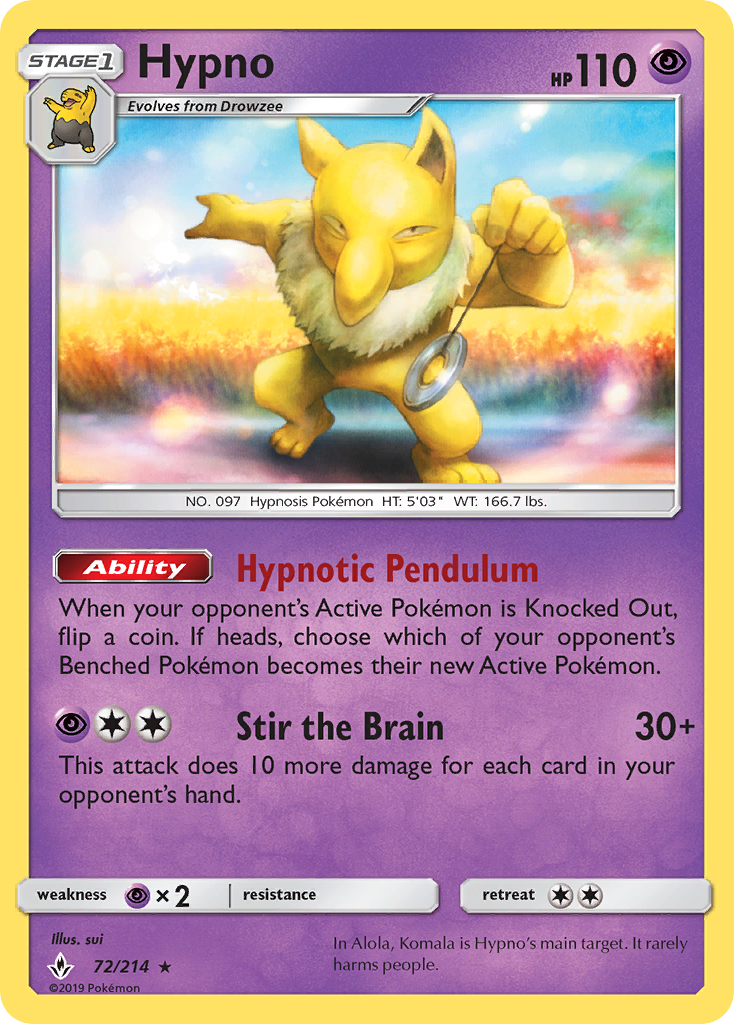 STAGE1
Hypno
HP110
Evolves from Drowzee
NO. 097 Hypnosis Pokémon HT: 5'03" WT: 166.7 lbs.
Ability Hypnotic Pendulum
When your opponent's Active Pokémon is Knocked Out,
flip a coin. If heads, choose which of your opponent's
Benched Pokémon becomes their new Active Pokémon.
Stir the Brain 30+
This attack does 10 more damage for each card in your
opponent's hand.
weakness ×2 resistance retreat
Illus. sui
In Alola, Komala is Hypno's main target. It rarely
harms people.
72/214 ★
©2019 Pokémon